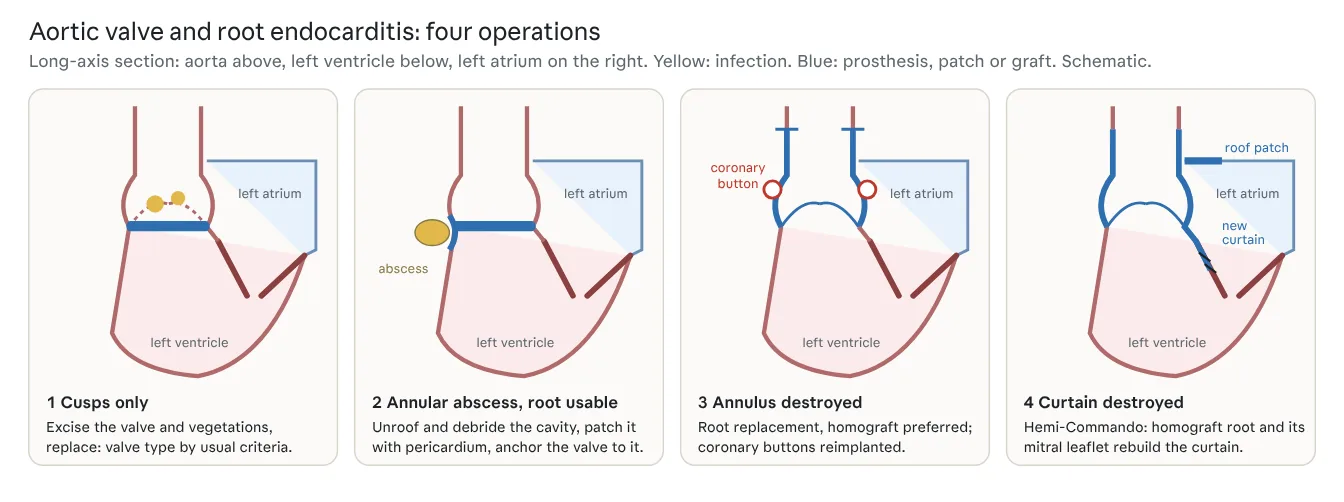 Aortic valve and root endocarditis: four operations
Long-axis section: aorta above, left ventricle below, left atrium on the right. Yellow: infection. Blue: prosthesis, patch or graft. Schematic.
left atrium
left ventricle
1 Cusps only
Excise the valve and vegetations,
replace: valve type by usual criteria.
left atrium
abscess
left ventricle
2 Annular abscess, root usable
Unroof and debride the cavity, patch it
with pericardium, anchor the valve to it.
coronary
button
left atrium
left ventricle
3 Annulus destroyed
Root replacement, homograft preferred;
coronary buttons reimplanted.
roof patch
left atrium
new
curtain
left ventricle
4 Curtain destroyed
Hemi-Commando: homograft root and its
mitral leaflet rebuild the curtain.